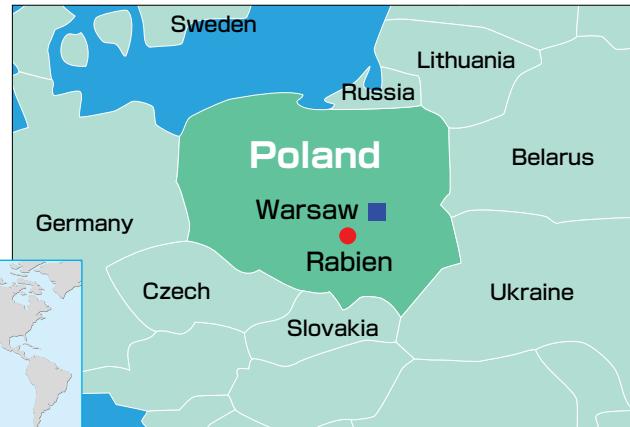 Sweden
Lithuania
Russia
Poland
Belarus
Warsaw
Germany
Rabien
Czech
Ukraine
Slovakia